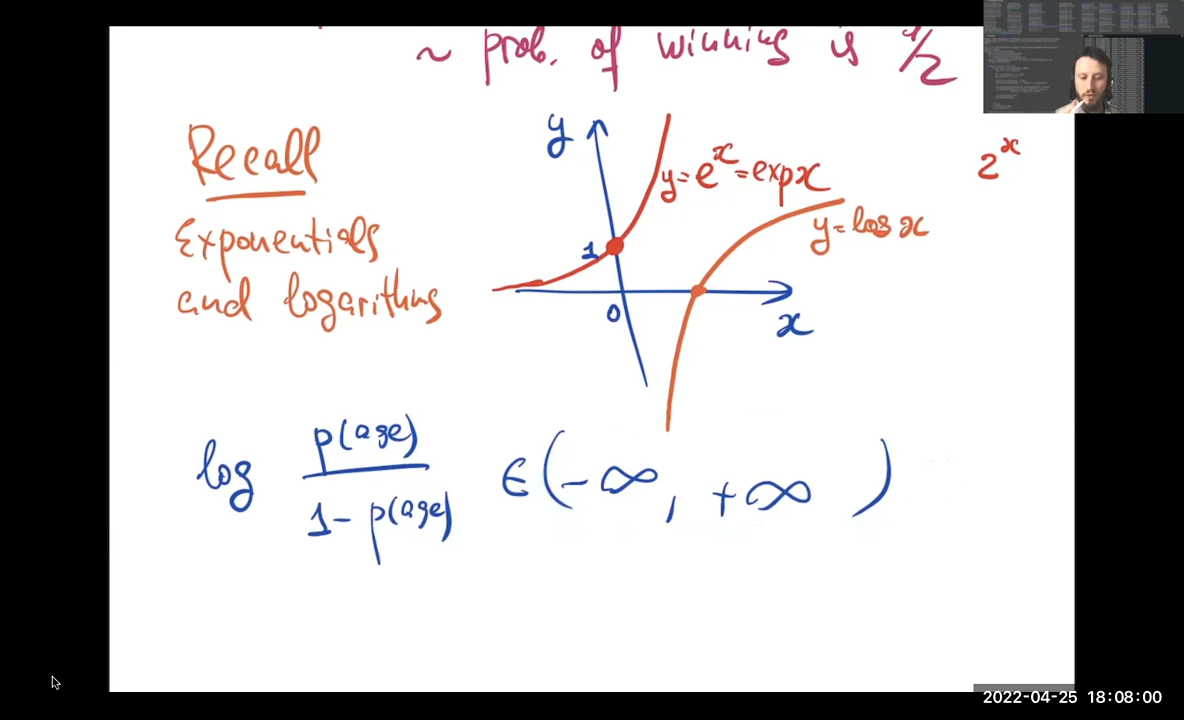 ~ prob. of winning is 1/2
Recall
Exponentials
and logarithms
y
y=e^x=exp x
2^x
y=log x
1
0
x
log p(age)/1-p(age) ∈(-∞, +∞)
2022-04-25 18:08:00